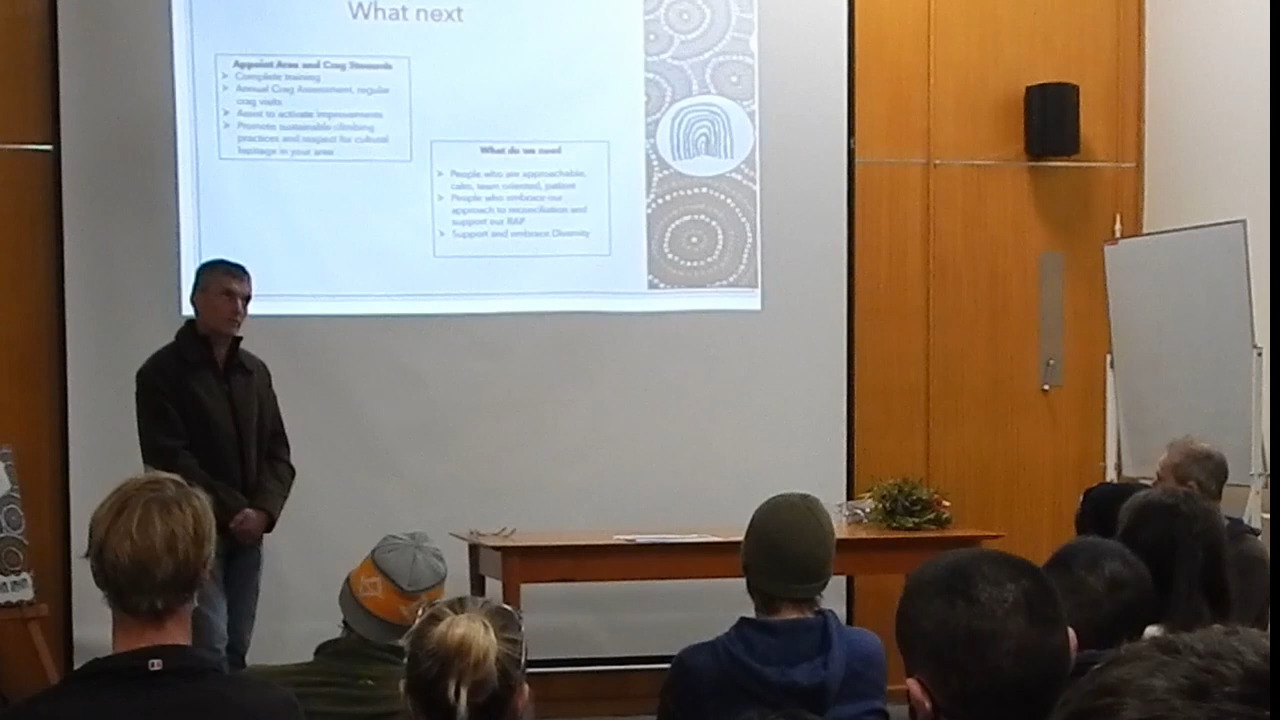 What next
Appoint Area and Crag Stewards
➤ Complete training
➤ Annual Crag Assessment, regular
crag visits
➤ Assist to activate improvements
➤ Promote sustainable climbing
practices and respect for cultural
heritage in your area
What do we need
➤ People who are approachable,
calm, team oriented, patient
➤ People who embrace our
approach to reconciliation and
support our RAP
➤ Support and embrace Diversity